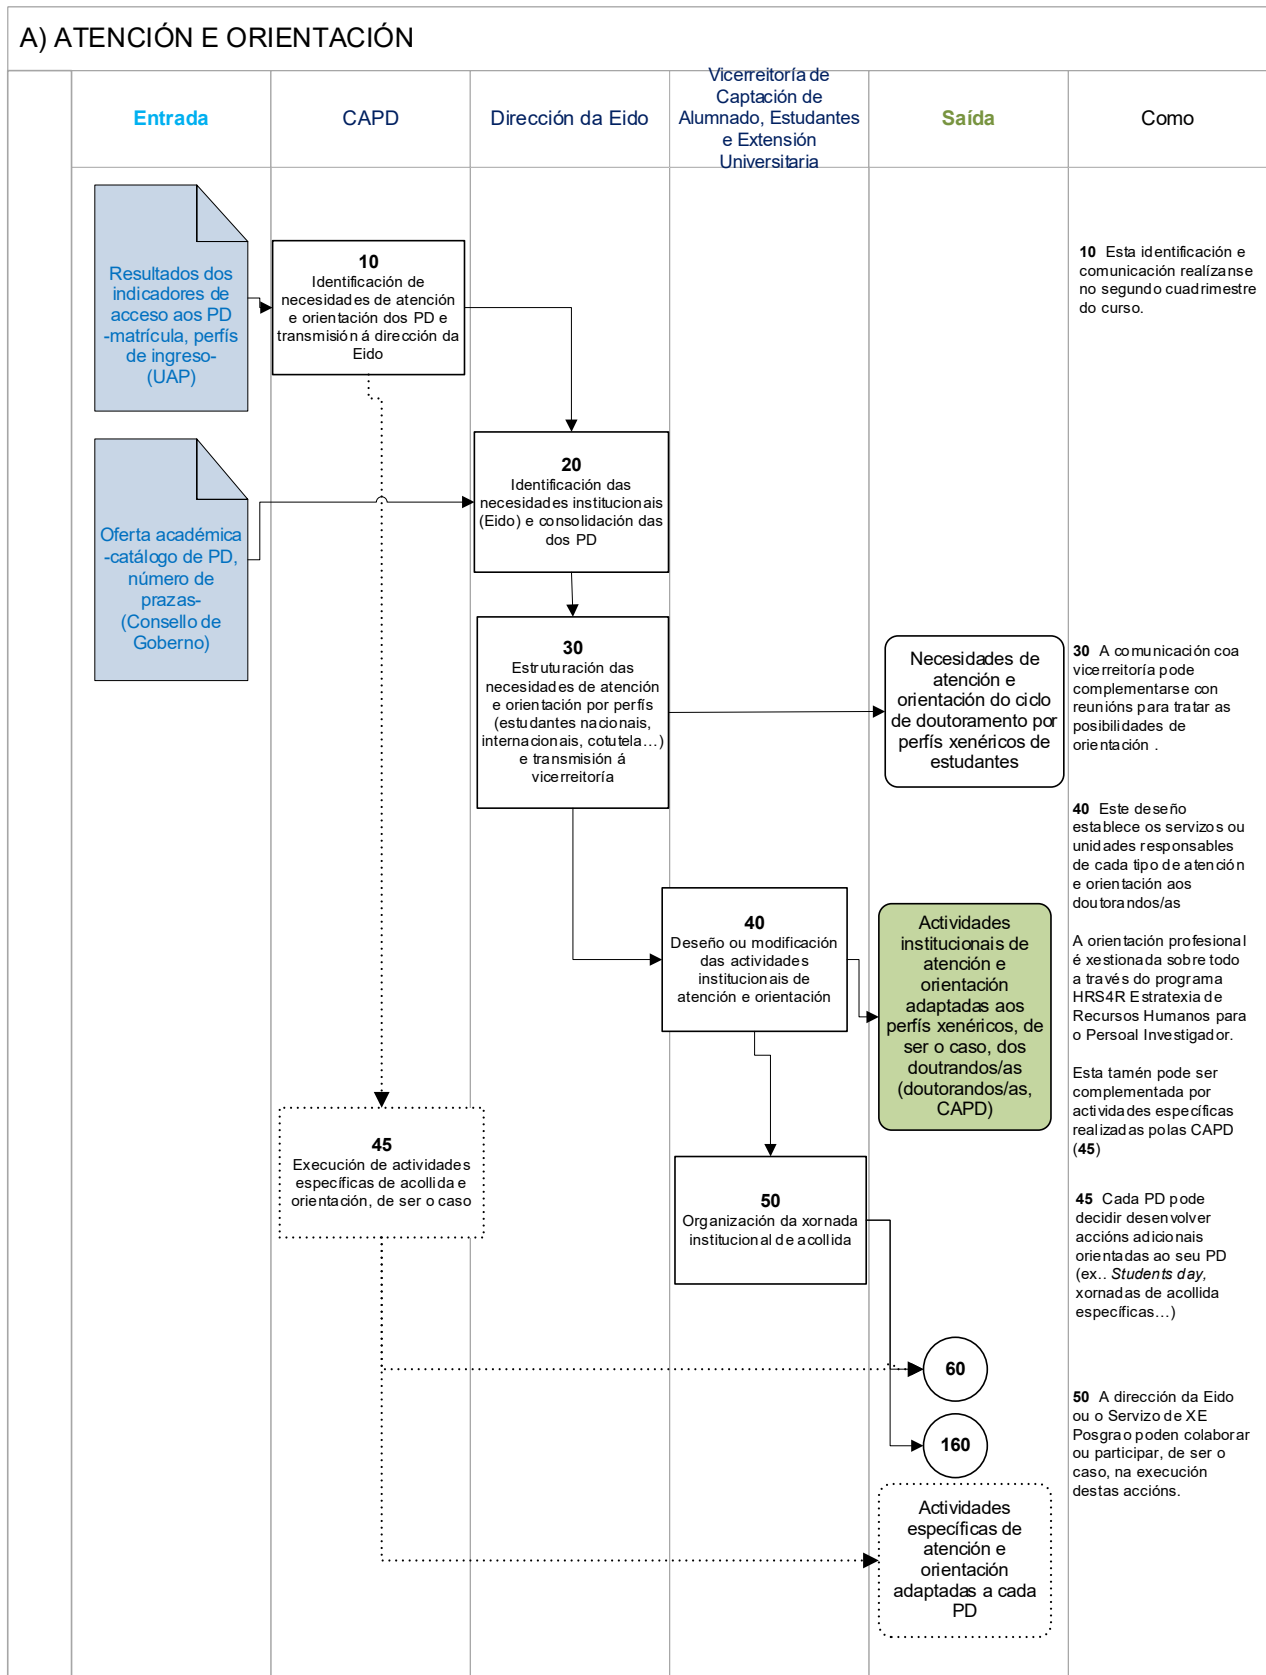 A) ATENCIÓN E ORIENTACIÓN
Entrada
CAPD
Dirección da Eido
Vicerreitoría de
Captación de
Alumnado, Estudantes
e Extensión
Universitaria
Saída
Como
Resultados dos
indicadores de
acceso aos PD
-matrícula, perfís
de ingreso-
(UAP)
10
Identificación de
necesidades de atención
e orientación dos PD e
transmisión á dirección da
Eido
10 Esta identificación e
comunicación realízanse
no segundo cuadrimestre
do curso.
Oferta académica
-catálogo de PD,
número de
prazas-
(Consello de
Goberno)
20
Identificación das
necesidades institucionais
(Eido) e consolidación das
dos PD
30
Estruturación das
necesidades de atención
e orientación por perfís
(estudantes nacionais,
internacionais, cotutela…)
e transmisión á
vicerreitoría
Necesidades de
atención e
orientación do ciclo
de doutoramento por
perfís xenéricos de
estudantes
30 A comunicación coa
vicerreitoría pode
complementarse con
reunións para tratar as
posibilidades de
orientación .
40
Deseño ou modificación
das actividades
institucionais de
atención e orientación
Actividades
institucionais de
atención e
orientación
adaptadas aos
perfís xenéricos, de
ser o caso, dos
doutrandos/as
(doutorandos/as,
CAPD)
40 Este deseño
establece os servizos ou
unidades responsables
de cada tipo de atención
e orientación aos
doutorandos/as
A orientación profesional
é xestionada sobre todo
a través do programa
HRS4R Estratexia de
Recursos Humanos para
o Persoal Investigador.
Esta tamén pode ser
complementada por
actividades específicas
realizadas polas CAPD
(45)
45
Execución de actividades
específicas de acollida e
orientación, de ser o caso
50
Organización da xornada
institucional de acollida
45 Cada PD pode
decidir desenvolver
accións adicionais
orientadas ao seu PD
(ex.. Students day,
xornadas de acollida
específicas…)
60
160
50 A dirección da Eido
ou o Servizo de XE
Posgrao poden colaborar
ou participar, de ser o
caso, na execución
destas accións.
Actividades
específicas de
atención e
orientación
adaptadas a cada
PD